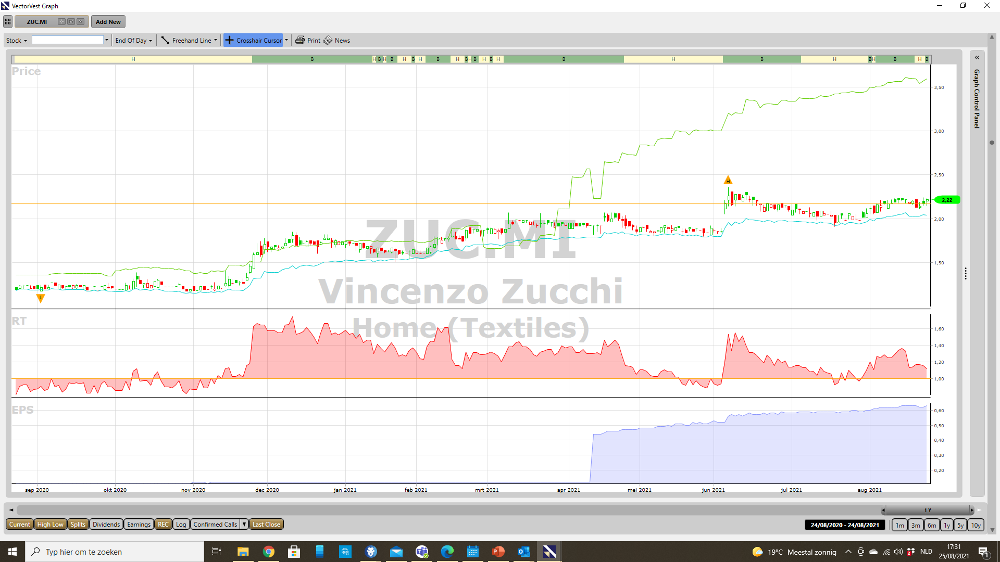 VectorVest Graph
ZUC.MI Add New
Stock End Of Day Freehand Line Crosshair Cursor Print News
H B H B H B H B H B H B H B H B H B H B H B H B H B
Price
3,50
3,00
2,50
H
2,22
2,00
1,50
L
ZUC.MI
Vincenzo Zucchi
Home (Textiles)
Graph Control Panel
RT
1,60
1,40
1,20
1,00
EPS
0,60
0,50
0,40
0,30
0,20
sep 2020 okt 2020 nov 2020 dec 2020 jan 2021 feb 2021 mrt 2021 apr 2021 mei 2021 jun 2021 jul 2021 aug 2021
1 Y
Current High Low Splits Dividends Earnings REC Log Confirmed Calls Last Close 24/08/2020 - 24/08/2021 1m 3m 6m 1y 5y 10y
Typ hier om te zoeken 19°C Meestal zonnig NLD 17:31
25/08/2021 1